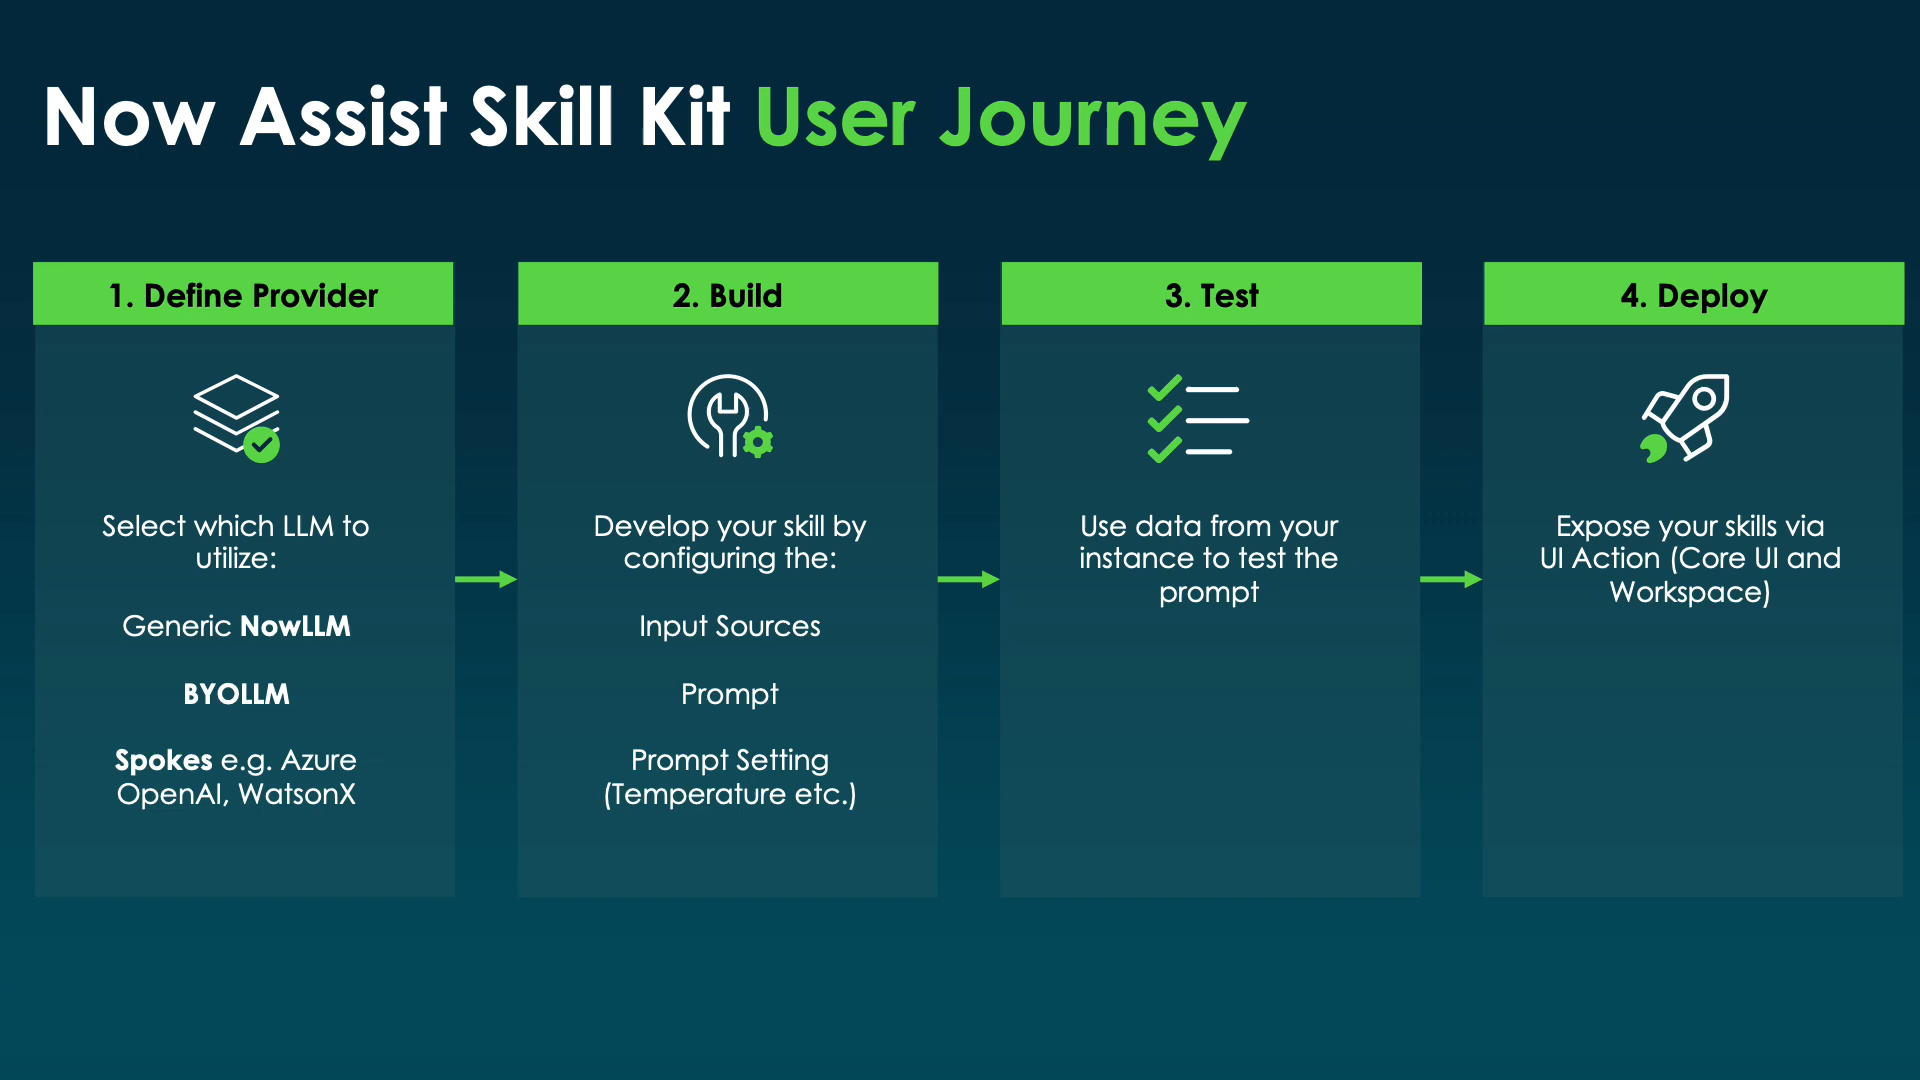 Now Assist Skill Kit User Journey
1. Define Provider
Select which LLM to
utilize:
Generic NowLLM
BYOLLM
Spokes e.g. Azure
OpenAI, WatsonX
2. Build
Develop your skill by
configuring the:
Input Sources
Prompt
Prompt Setting
(Temperature etc.)
3. Test
Use data from your
instance to test the
prompt
4. Deploy
Expose your skills via
UI Action (Core UI and
Workspace)